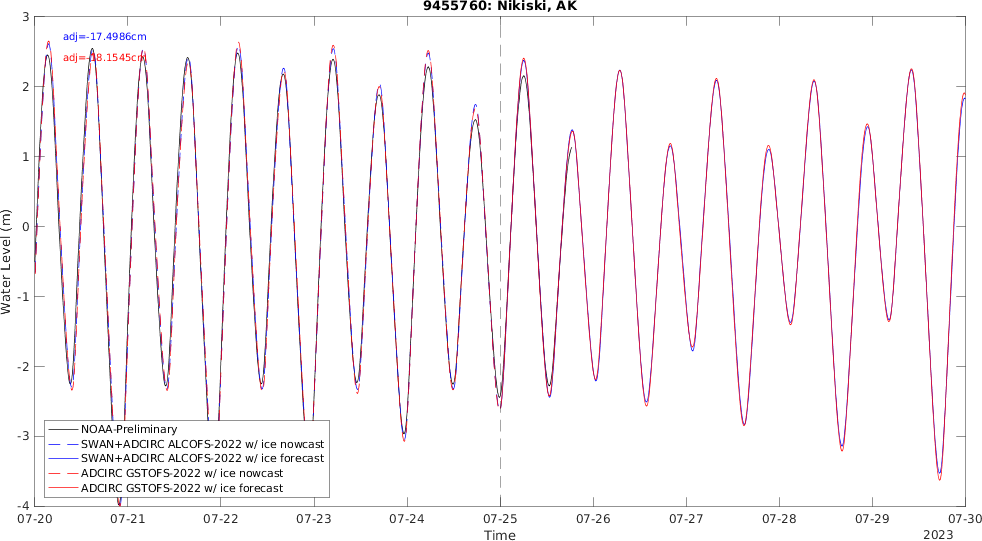 9455760: Nikiski, AK
adj=-17.4986cm
adj=-18.1545cm
Water Level (m)
3
2
1
0
-1
-2
-3
-4
NOAA-Preliminary
SWAN+ADCIRC ALCOFS-2022 w/ ice nowcast
SWAN+ADCIRC ALCOFS-2022 w/ ice forecast
ADCIRC GSTOFS-2022 w/ ice nowcast
ADCIRC GSTOFS-2022 w/ ice forecast
07-20 07-21 07-22 07-23 07-24 07-25 07-26 07-27 07-28 07-29 07-30
Time
2023